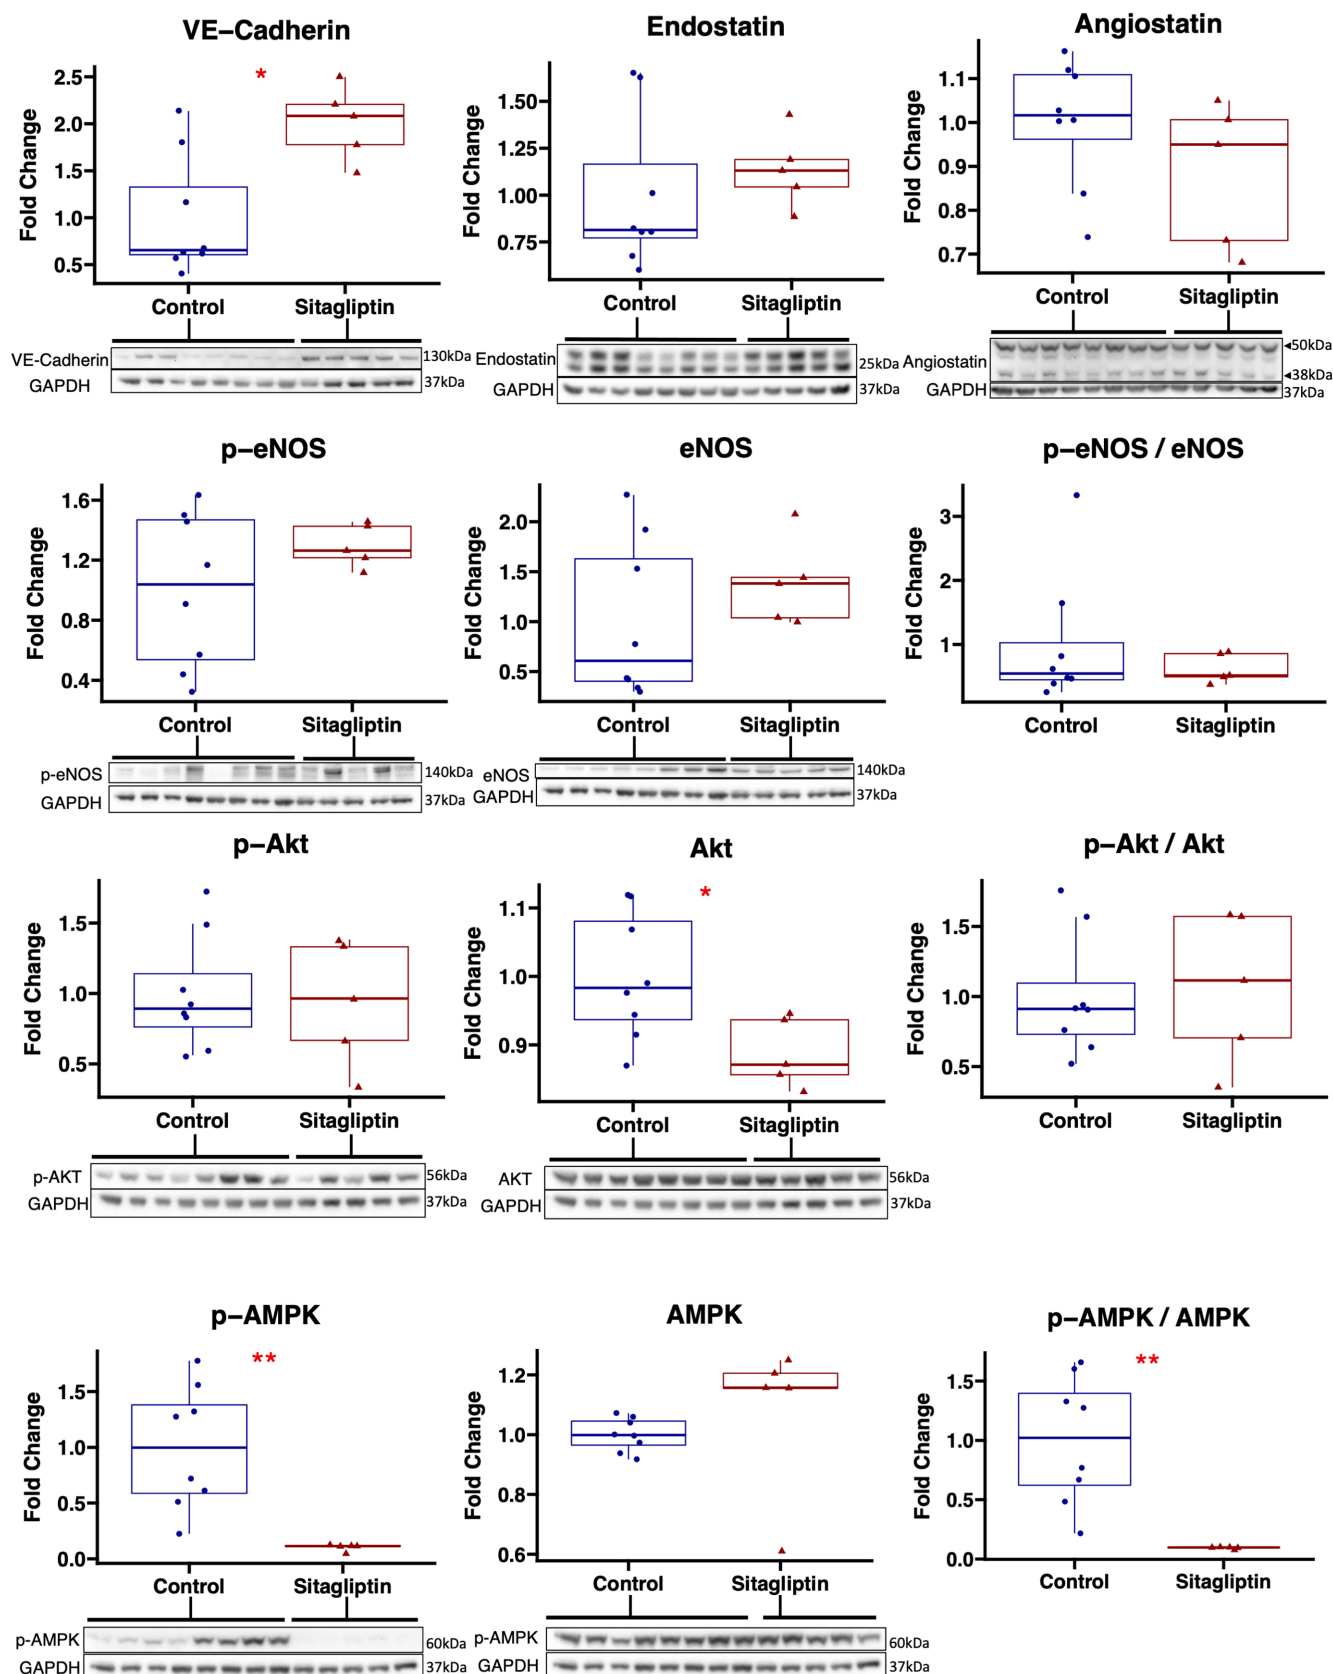 VE–Cadherin
Endostatin
Angiostatin
*
Fold Change
2.5
2.0
1.5
1.0
0.5
Control
Sitagliptin
Fold Change
1.50
1.25
1.00
0.75
Control
Sitagliptin
Fold Change
1.1
1.0
0.9
0.8
0.7
Control
Sitagliptin
VE-Cadherin
130kDa
GAPDH
37kDa
Endostatin
25kDa
GAPDH
37kDa
Angiostatin
◄50kDa
◄38kDa
GAPDH
37kDa
p–eNOS
eNOS
p–eNOS / eNOS
Fold Change
1.6
1.2
0.8
0.4
Control
Sitagliptin
Fold Change
2.0
1.5
1.0
0.5
Control
Sitagliptin
Fold Change
3
2
1
Control
Sitagliptin
p-eNOS
140kDa
GAPDH
37kDa
eNOS
140kDa
GAPDH
37kDa
p–Akt
Akt
p–Akt / Akt
Fold Change
1.5
1.0
0.5
Control
Sitagliptin
*
Fold Change
1.1
1.0
0.9
Control
Sitagliptin
Fold Change
1.5
1.0
0.5
Control
Sitagliptin
p-AKT
56kDa
GAPDH
37kDa
AKT
56kDa
GAPDH
37kDa
p–AMPK
AMPK
p–AMPK / AMPK
**
Fold Change
1.5
1.0
0.5
0.0
Control
Sitagliptin
Fold Change
1.2
1.0
0.8
0.6
Control
Sitagliptin
**
Fold Change
1.5
1.0
0.5
0.0
Control
Sitagliptin
p-AMPK
60kDa
GAPDH
37kDa
p-AMPK
60kDa
GAPDH
37kDa